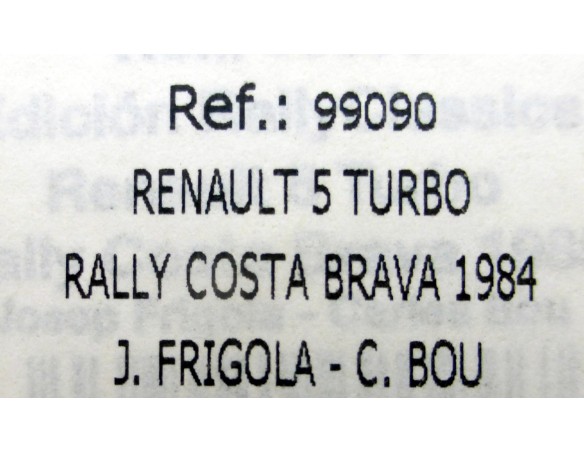 Ref.: 99090
RENAULT 5 TURBO
RALLY COSTA BRAVA 1984
J. FRIGOLA - C. BOU